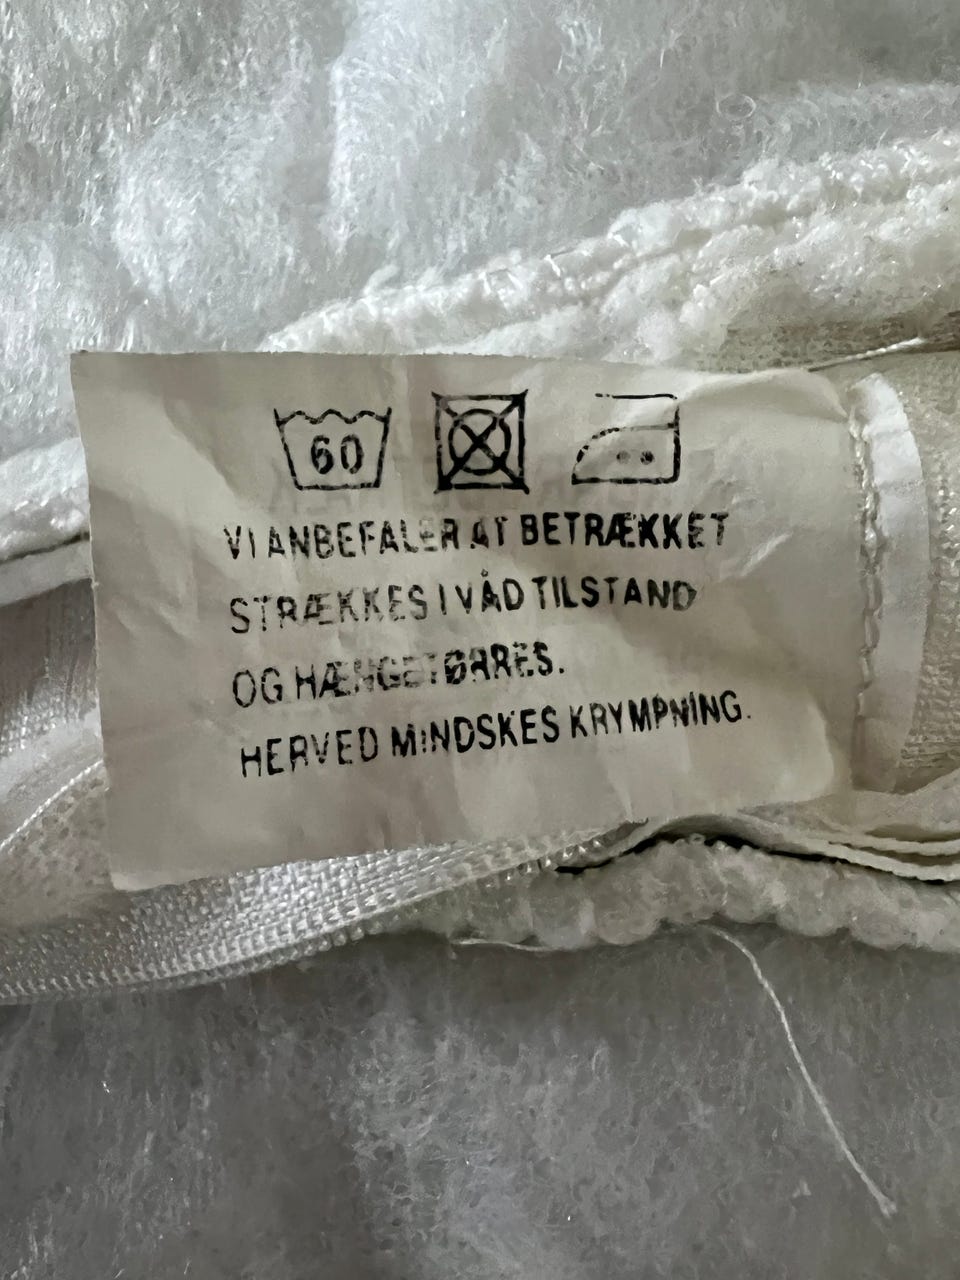 60
VI ANBEFALER AT BETRÆKKET
STRÆKKES I VÅD TILSTAND
OG HÆNGETØRRES.
HERVED MINDSKES KRYMPNING.